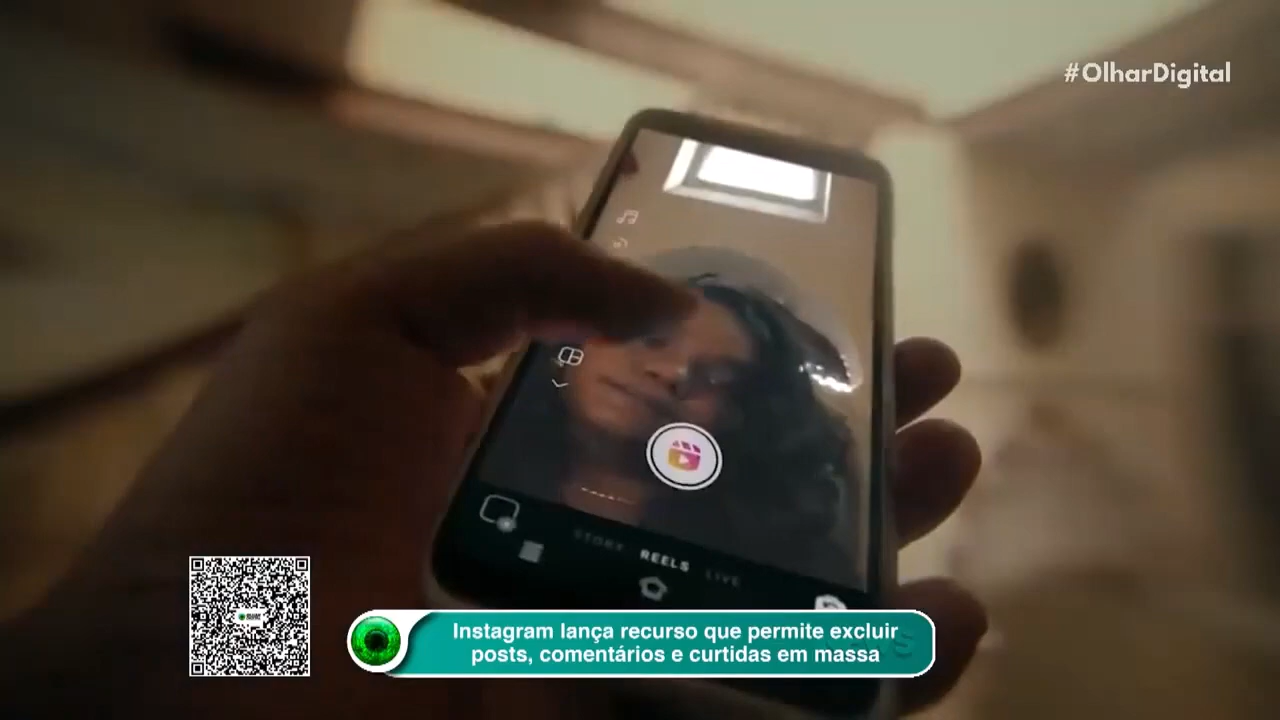 #OlharDigital
STORY REELS LIVE
Instagram lança recurso que permite excluir
posts, comentários e curtidas em massa